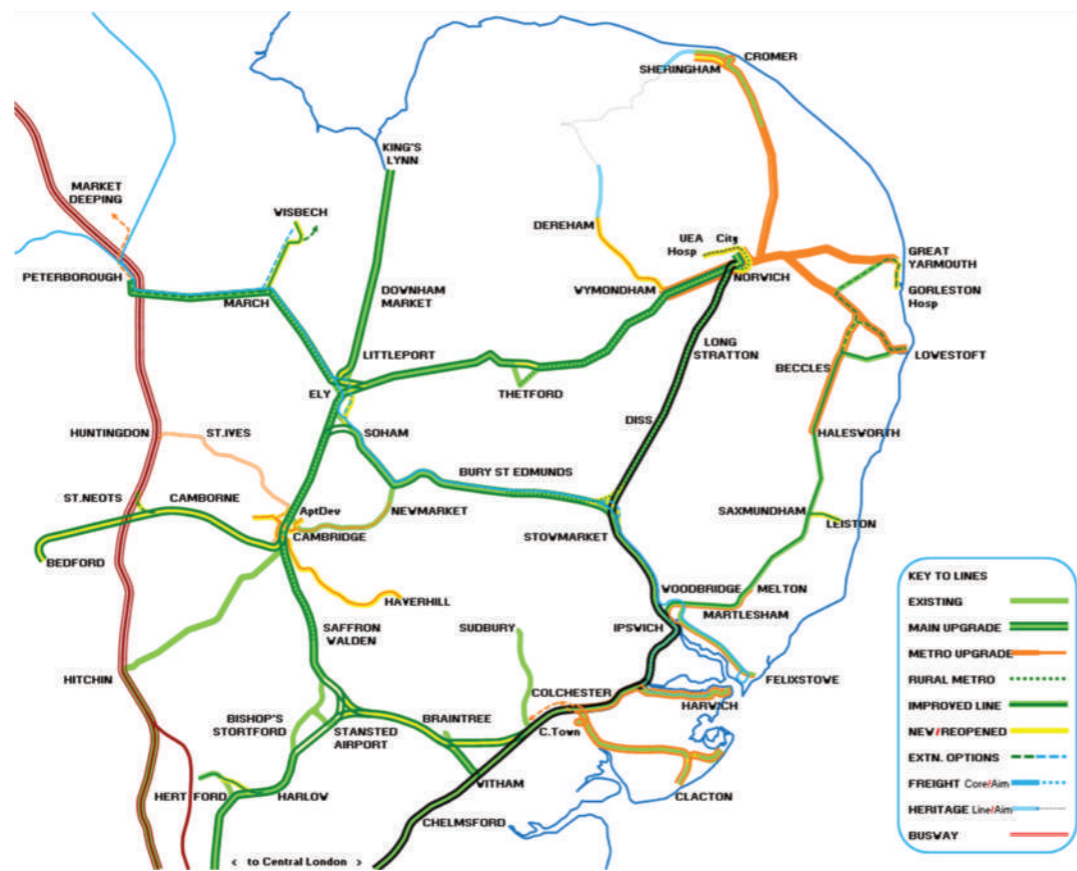 CROMER
SHERINGHAM
KING'S
LYNN
MARKET
DEEPING
WISBECH
DEREHAM
UEA City
Hosp
GREAT
YARMOUTH
PETERBOROUGH
MARCH
DOWNHAM
MARKET
WYMONDHAM
NORWICH
GORLESTON
Hosp
LITTLEPORT
LONG
STRATTON
LOWESTOFT
BECCLES
ELY
THETFORD
HUNTINGDON
ST.IVES
SOHAM
DISS
HALESWORTH
BURY ST EDMUNDS
ST.NEOTS
CAMBORNE
AptDev
NEWMARKET
SAXMUNDHAM
LEISTON
CAMBRIDGE
STOWMARKET
BEDFORD
WOODBRIDGE
MELTON
HAVERHILL
MARTLESHAM
SAFFRON
WALDEN
SUDBURY
IPSWICH
HITCHIN
FELIXSTOWE
COLCHESTER
HARWICH
BISHOP'S
STORTFORD
STANSTED
AIRPORT
BRAINTREE
C.Town
HERTFORD
HARLOW
WITHAM
CLACTON
CHELMSFORD
< to Central London >
KEY TO LINES
EXISTING
MAIN UPGRADE
METRO UPGRADE
RURAL METRO
IMPROVED LINE
NEW/REOPENED
EXTN. OPTIONS
FREIGHT Core/Aim
HERITAGE Line/Aim
BUSWAY